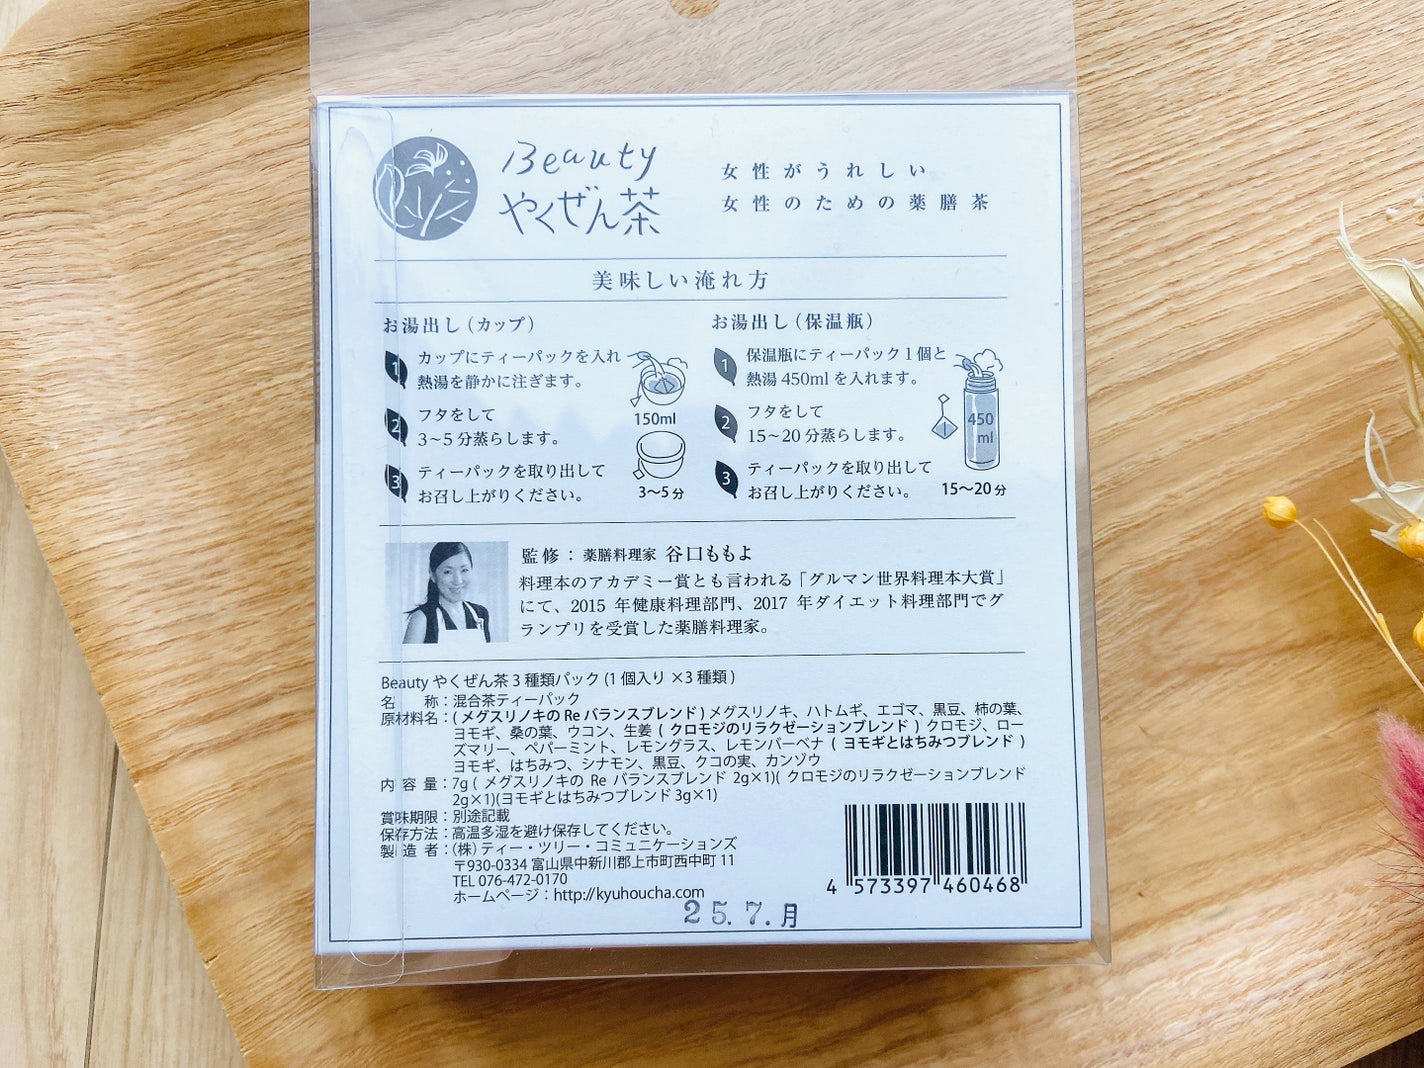 Beauty
やくぜん茶
女性がうれしい
女性のための薬膳茶
美味しい淹れ方
お湯出し(カップ)
1 カップにティーパックを入れ
熱湯を静かに注ぎます。
2 フタをして
3〜5分蒸らします。
3 ティーパックを取り出して
お召し上がりください。
150ml
3〜5分
お湯出し(保温瓶)
1 保温瓶にティーパック1個と
熱湯450mlを入れます。
2 フタをして
15〜20分蒸らします。
3 ティーパックを取り出して
お召し上がりください。
450
ml
15〜20分
監修：薬膳料理家 谷口ももよ
料理本のアカデミー賞とも言われる「グルマン世界料理本大賞」
にて、2015 年健康料理部門、2017 年ダイエット料理部門でグ
ランプリを受賞した薬膳料理家。
Beauty やくぜん茶 3 種類パック (1 個入り ×3 種類 )
名 称：混合茶ティーパック
原材料名：( メグスリノキの Re バランスブレンド ) メグスリノキ、ハトムギ、エゴマ、黒豆、柿の葉、
ヨモギ、桑の葉、ウコン、生姜 ( クロモジのリラクゼーションブレンド ) クロモジ、ロー
ズマリー、ペパーミント、レモングラス、レモンバーベナ ( ヨモギとはちみつブレンド )
ヨモギ、はちみつ、シナモン、黒豆、クコの実、カンゾウ
内 容 量：7g ( メグスリノキの Re バランスブレンド 2g×1)( クロモジのリラクゼーションブレンド
2g×1)(ヨモギとはちみつブレンド 3g×1)
賞味期限：別途記載
保存方法：高温多湿を避け保存してください。
製 造 者：(株) ティー・ツリー・コミュニケーションズ
〒930-0334 富山県中新川郡上市町西中町 11
TEL 076-472-0170
ホームページ：http://kyuhoucha.com
4 573397 460468
25.7.月